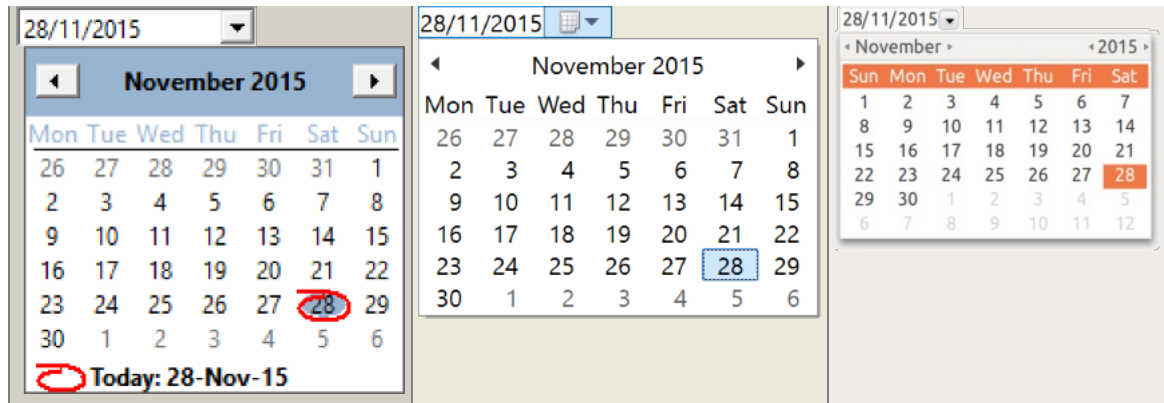 28/11/2015
November 2015
Mon Tue Wed Thu Fri Sat Sun
26 27 28 29 30 31 1
2 3 4 5 6 7 8
9 10 11 12 13 14 15
16 17 18 19 20 21 22
23 24 25 26 27 28 29
30 1 2 3 4 5 6
Today: 28-Nov-15
28/11/2015
November 2015
Mon Tue Wed Thu Fri Sat Sun
26 27 28 29 30 31 1
2 3 4 5 6 7 8
9 10 11 12 13 14 15
16 17 18 19 20 21 22
23 24 25 26 27 28 29
30 1 2 3 4 5 6
28/11/2015
November 2015
Sun Mon Tue Wed Thu Fri Sat
1 2 3 4 5 6 7
8 9 10 11 12 13 14
15 16 17 18 19 20 21
22 23 24 25 26 27 28
29 30 1 2 3 4 5
6 7 8 9 10 11 12